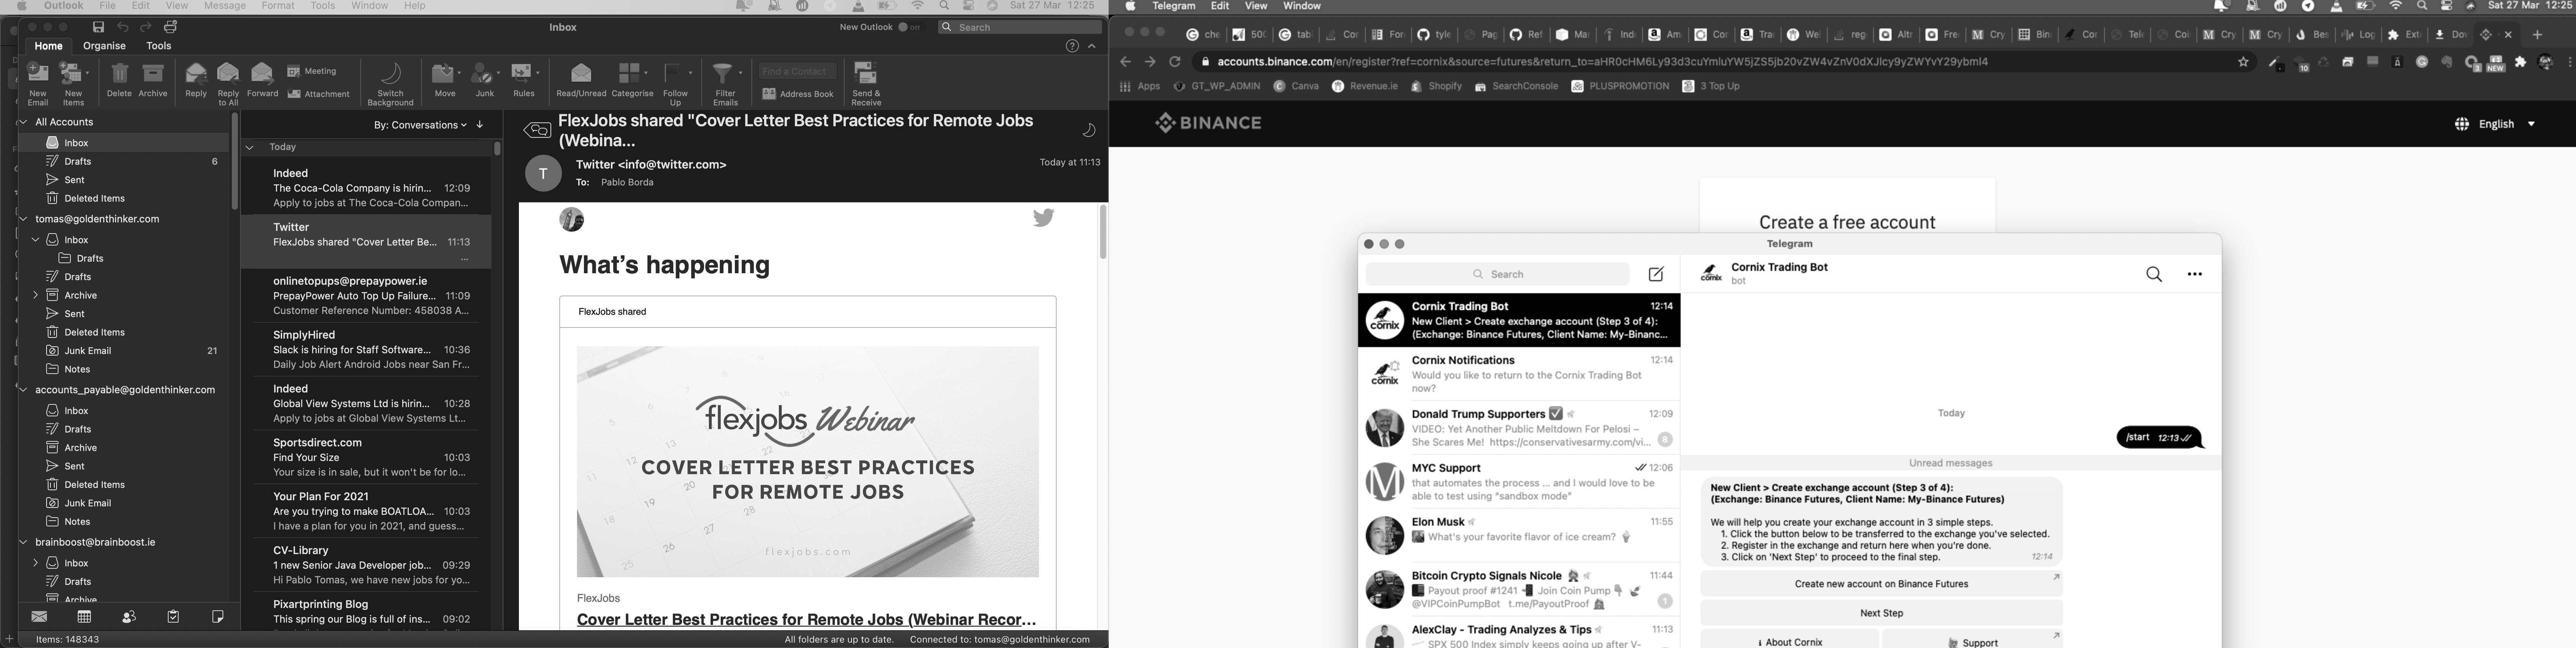 Outlook File Edit View Message Format Tools Window Help
Sat 27 Mar 12:25
Inbox
New Outlook
Search
Home Organise Tools
New Email
New Items
Delete
Archive
Reply
Reply to All
Forward
Meeting
Attachment
Switch Background
Move
Junk
Rules
Read/Unread
Categorise
Follow Up
Filter Emails
Find a Contact
Address Book
Send & Receive
All Accounts
Inbox
Drafts 6
Sent
Deleted Items
tomas@goldenthinker.com
Inbox
Drafts
Drafts
Archive
Sent
Deleted Items
Junk Email 21
Notes
accounts_payable@goldenthinker.com
Inbox
Drafts
Archive
Sent
Deleted Items
Junk Email
Notes
brainboost@brainboost.ie
Inbox
Drafts
Archive
Items: 148343
By: Conversations
Today
Indeed
The Coca-Cola Company is hirin... 12:09
Apply to jobs at The Coca-Cola Compan...
Twitter
FlexJobs shared "Cover Letter Be... 11:13
...
onlinetopups@prepaypower.ie
PrepayPower Auto Top Up Failure... 11:09
Customer Reference Number: 458038 A...
SimplyHired
Slack is hiring for Staff Software... 10:36
Daily Job Alert Android Jobs near San Fr...
Indeed
Global View Systems Ltd is hirin... 10:28
Apply to jobs at Global View Systems Lt...
Sportsdirect.com
Find Your Size 10:03
Your size is in sale, but it won't be for lo...
Your Plan For 2021
Are you trying to make BOATLOA... 10:03
I have a plan for you in 2021, and guess...
CV-Library
1 new Senior Java Developer job... 09:29
Hi Pablo Tomas, we have new jobs for yo...
Pixartprinting Blog
This spring our Blog is full of ins... 09:02
FlexJobs shared "Cover Letter Best Practices for Remote Jobs
(Webina...
T
Twitter <info@twitter.com>
Today at 11:13
To: Pablo Borda
What's happening
FlexJobs shared
flexjobs Webinar
COVER LETTER BEST PRACTICES
FOR REMOTE JOBS
flexjobs.com
FlexJobs
Cover Letter Best Practices for Remote Jobs (Webinar Recor...
All folders are up to date. Connected to: tomas@goldenthinker.com
Telegram Edit View Window
Sat 27 Mar 12:25
accounts.binance.com/en/register?ref=cornix&source=futures&return_to=aHR0cHM6Ly93d3cuYmluYW5jZS5jb20vZW4vZnV0dXJlcy9yZWYvY29ybml4
Apps GT_WP_ADMIN Canva Revenue.ie Shopify SearchConsole PLUSPROMOTION 3 Top Up
BINANCE
English
Create a free account
Telegram
Search
Cornix Trading Bot
bot
Cornix Trading Bot 12:14
New Client > Create exchange account (Step 3 of 4):
(Exchange: Binance Futures, Client Name: My-Binanc...
Cornix Notifications 12:14
Would you like to return to the Cornix Trading Bot
now?
Donald Trump Supporters 12:09
VIDEO: Yet Another Public Meltdown For Pelosi –
She Scares Me! https://conservativesarmy.com/vi... 8
MYC Support 12:06
that automates the process ... and I would love to be
able to test using "sandbox mode"
Elon Musk 11:55
What's your favorite flavor of ice cream?
Bitcoin Crypto Signals Nicole 11:44
Payout proof #1241 Join Coin Pump
@VIPCoinPumpBot t.me/PayoutProof 1
AlexClay - Trading Analyzes & Tips 11:13
SPX 500 Index simply keeps going up after V-
Today
/start 12:13
Unread messages
New Client > Create exchange account (Step 3 of 4):
(Exchange: Binance Futures, Client Name: My-Binance Futures)
We will help you create your exchange account in 3 simple steps.
1. Click the button below to be transferred to the exchange you've selected.
2. Register in the exchange and return here when you're done.
3. Click on 'Next Step' to proceed to the final step.
12:14
Create new account on Binance Futures
Next Step
About Cornix
Support